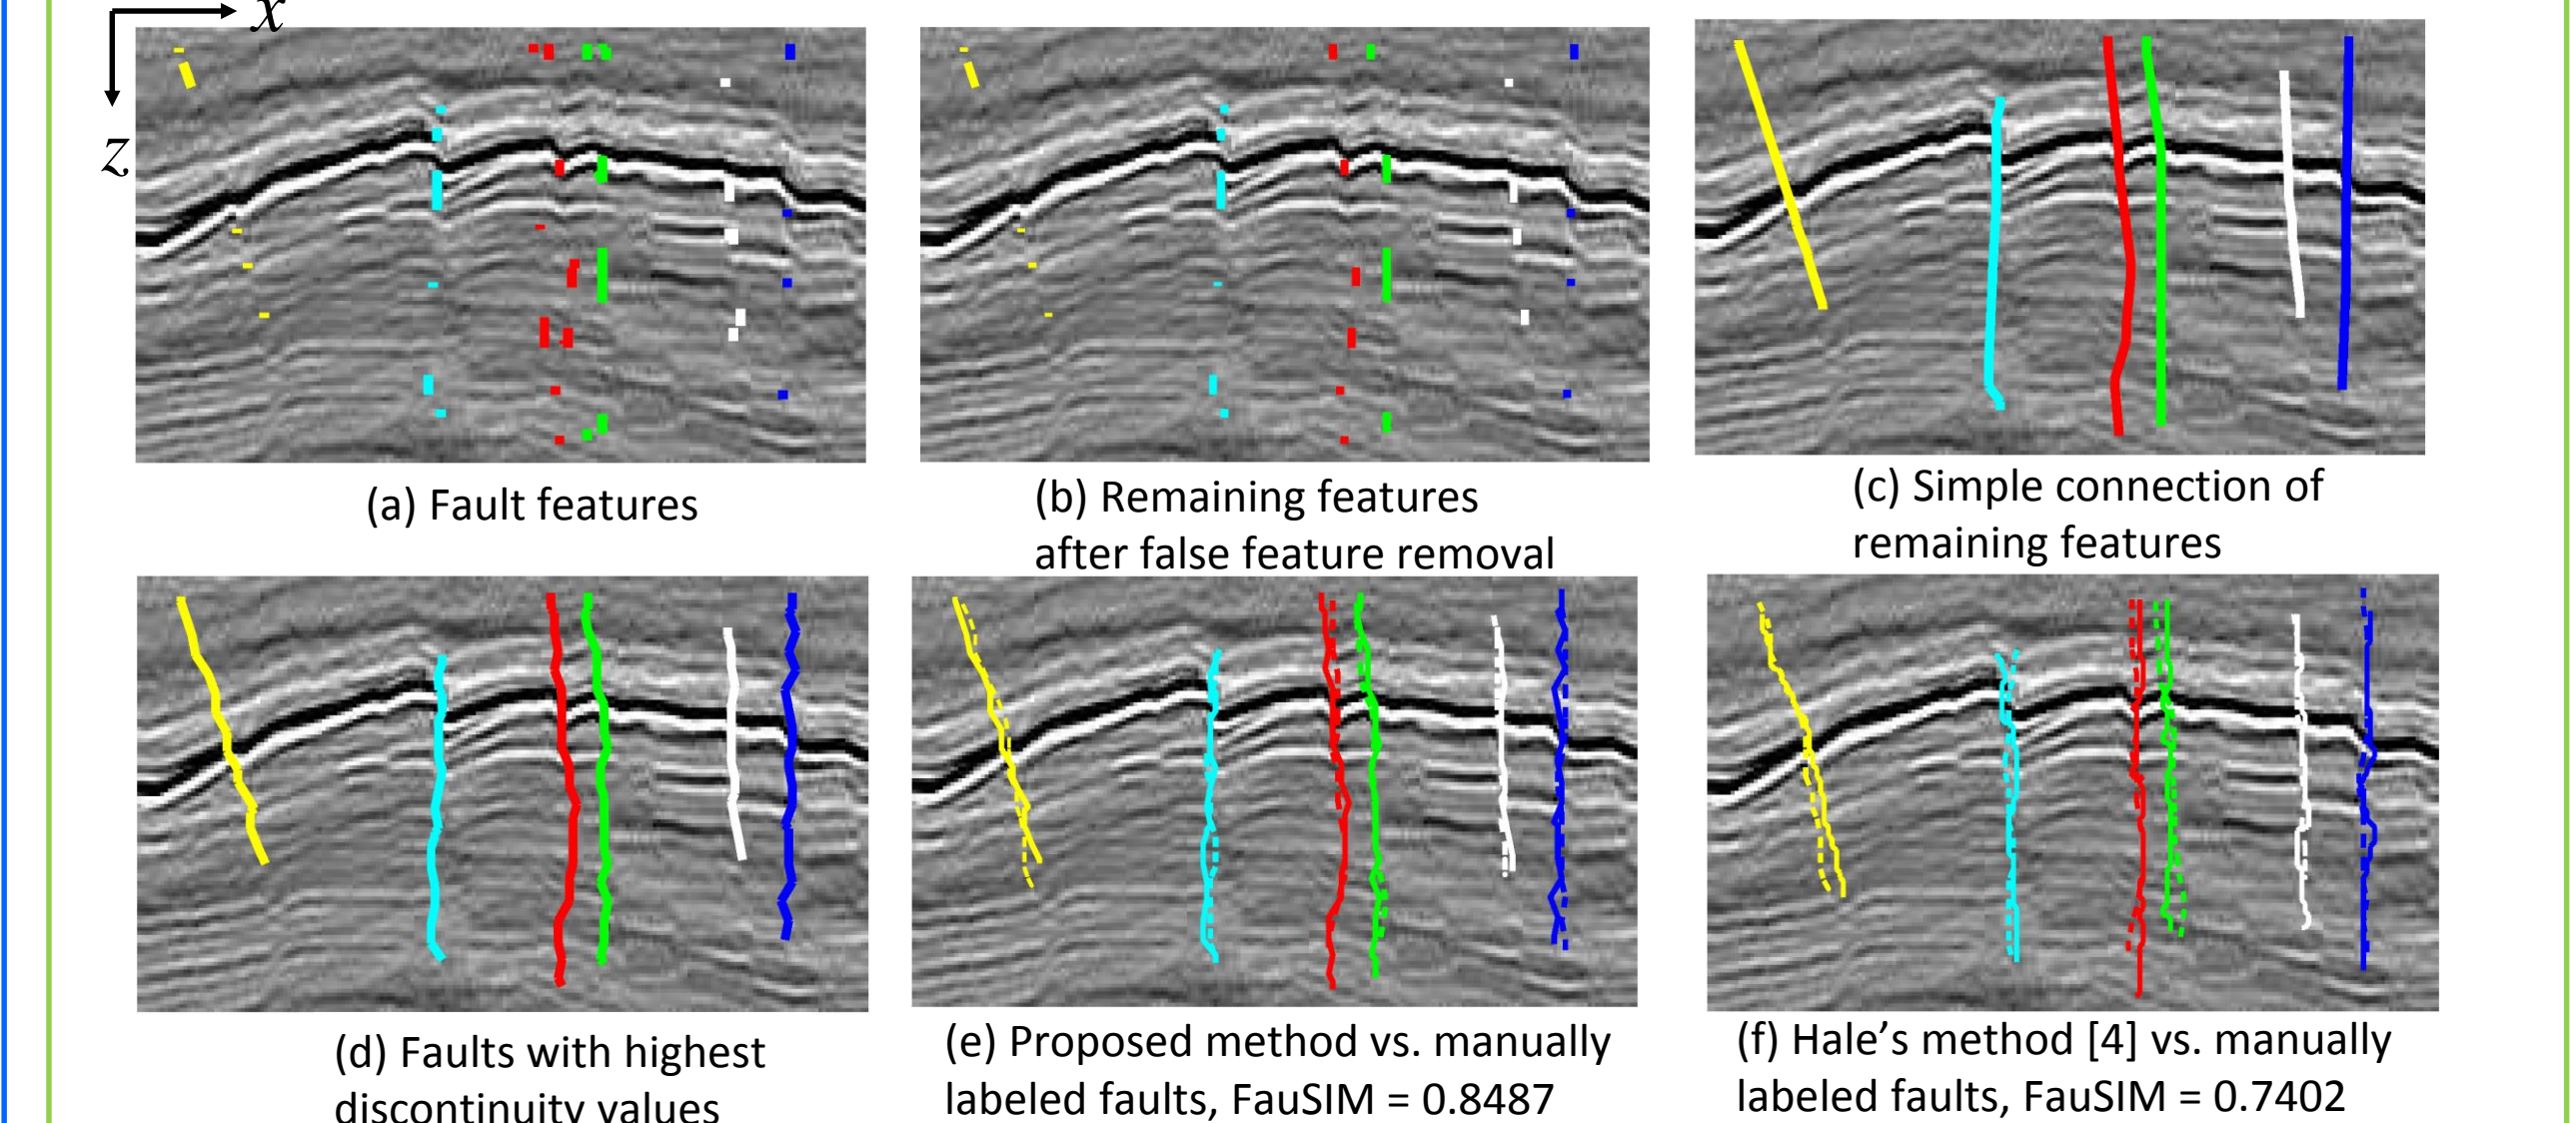 x
z
(a) Fault features
(b) Remaining features
after false feature removal
(c) Simple connection of
remaining features
(d) Faults with highest
discontinuity values
(e) Proposed method vs. manually
labeled faults, FauSIM = 0.8487
(f) Hale’s method [4] vs. manually
labeled faults, FauSIM = 0.7402